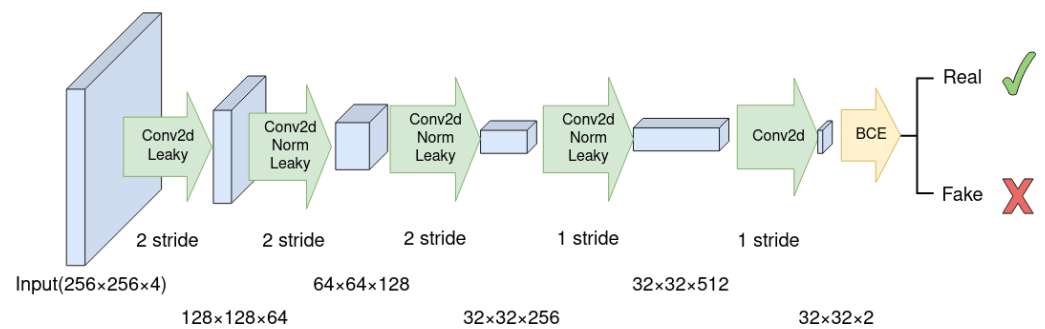 Conv2d
Leaky
Conv2d
Norm
Leaky
Conv2d
Norm
Leaky
Conv2d
Norm
Leaky
Conv2d
BCE
Real
Fake
2 stride
2 stride
2 stride
1 stride
1 stride
Input(256×256×4)
64×64×128
32×32×512
128×128×64
32×32×256
32×32×2